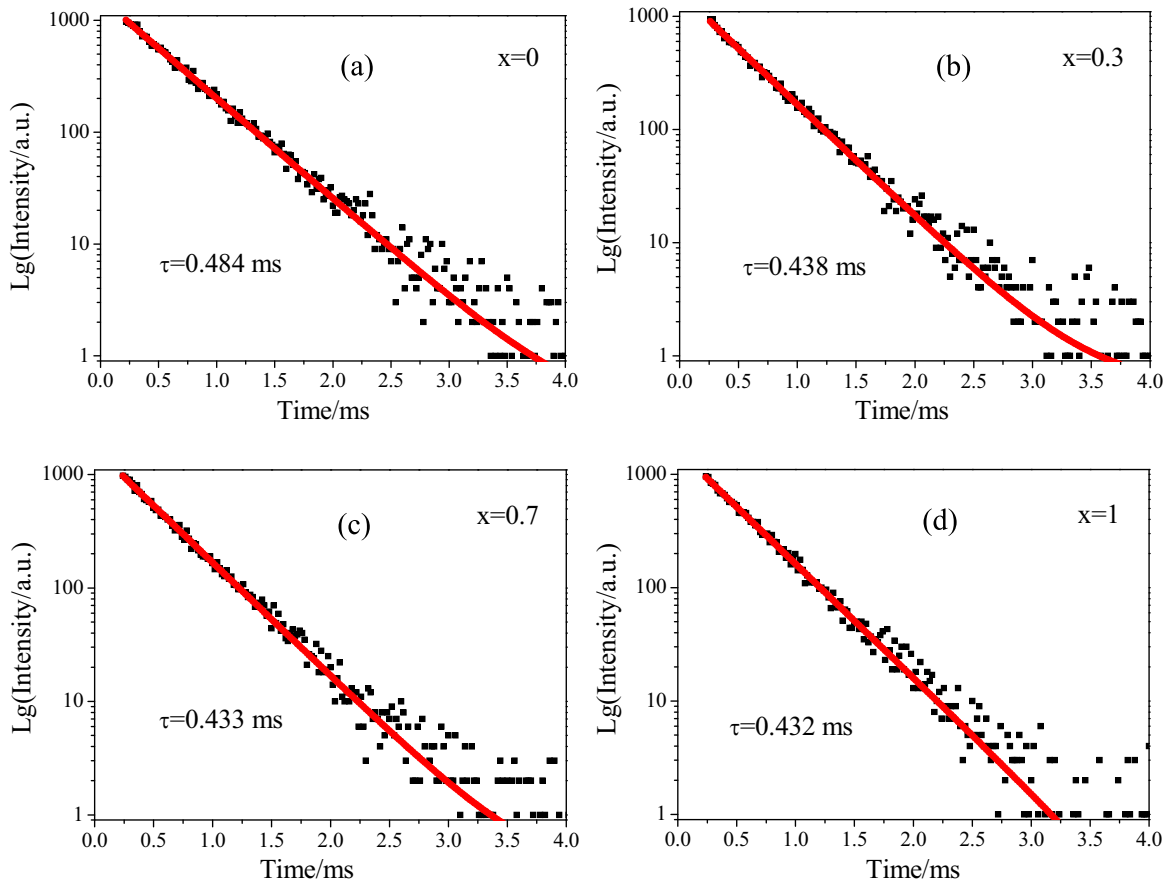 1000
100
10
1
Lg(Intensity/a.u.)
(a)
x=0
τ=0.484 ms
0.0 0.5 1.0 1.5 2.0 2.5 3.0 3.5 4.0
Time/ms
1000
100
10
1
Lg(Intensity/a.u.)
(b)
x=0.3
τ=0.438 ms
0.0 0.5 1.0 1.5 2.0 2.5 3.0 3.5 4.0
Time/ms
1000
100
10
1
Lg(Intensity/a.u.)
(c)
x=0.7
τ=0.433 ms
0.0 0.5 1.0 1.5 2.0 2.5 3.0 3.5 4.0
Time/ms
1000
100
10
1
Lg(Intensity/a.u.)
(d)
x=1
τ=0.432 ms
0.0 0.5 1.0 1.5 2.0 2.5 3.0 3.5 4.0
Time/ms